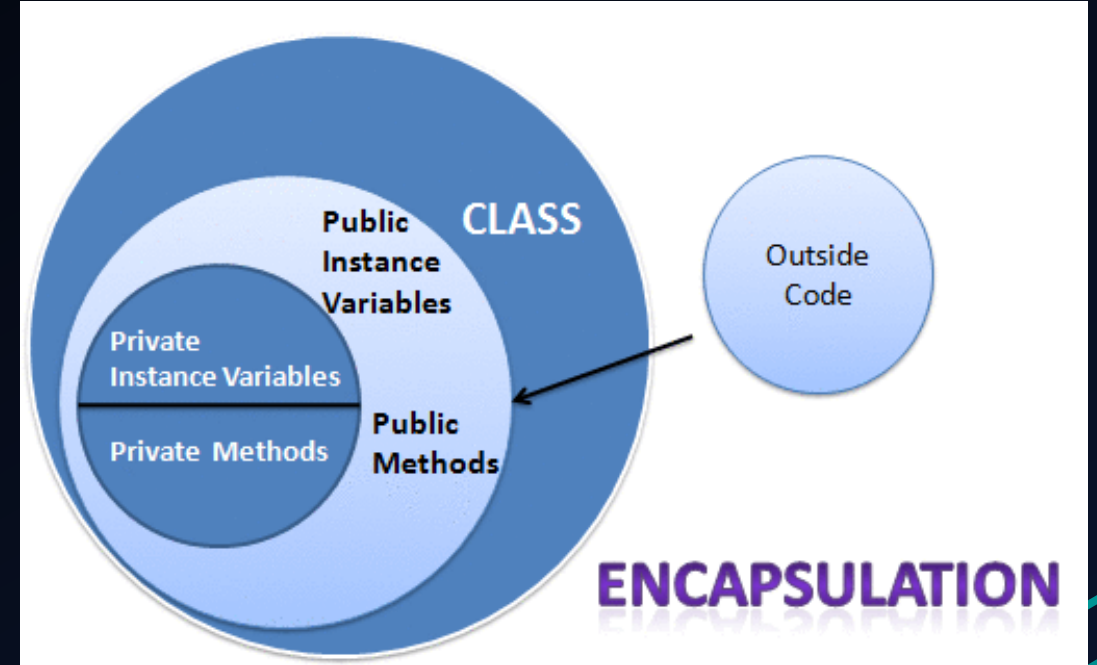 CLASS
Public
Instance
Variables
Private
Instance Variables
Private Methods
Public
Methods
Outside
Code
ENCAPSULATION